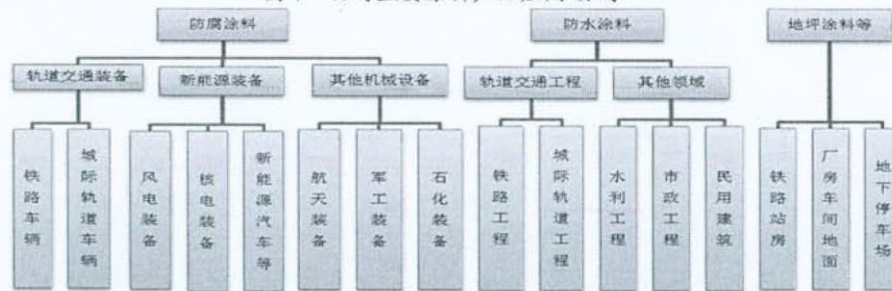 防腐涂料
防水涂料
地坪涂料等
轨道交通装备
新能源装备
其他机械设备
轨道交通工程
其他领域
铁路车辆
城际轨道车辆
风电装备
核电装备
新能源汽车等
航天装备
军工装备
石化装备
铁路工程
城际轨道工程
水利工程
市政工程
民用建筑
铁路站房
厂房车间地面
地下停车场